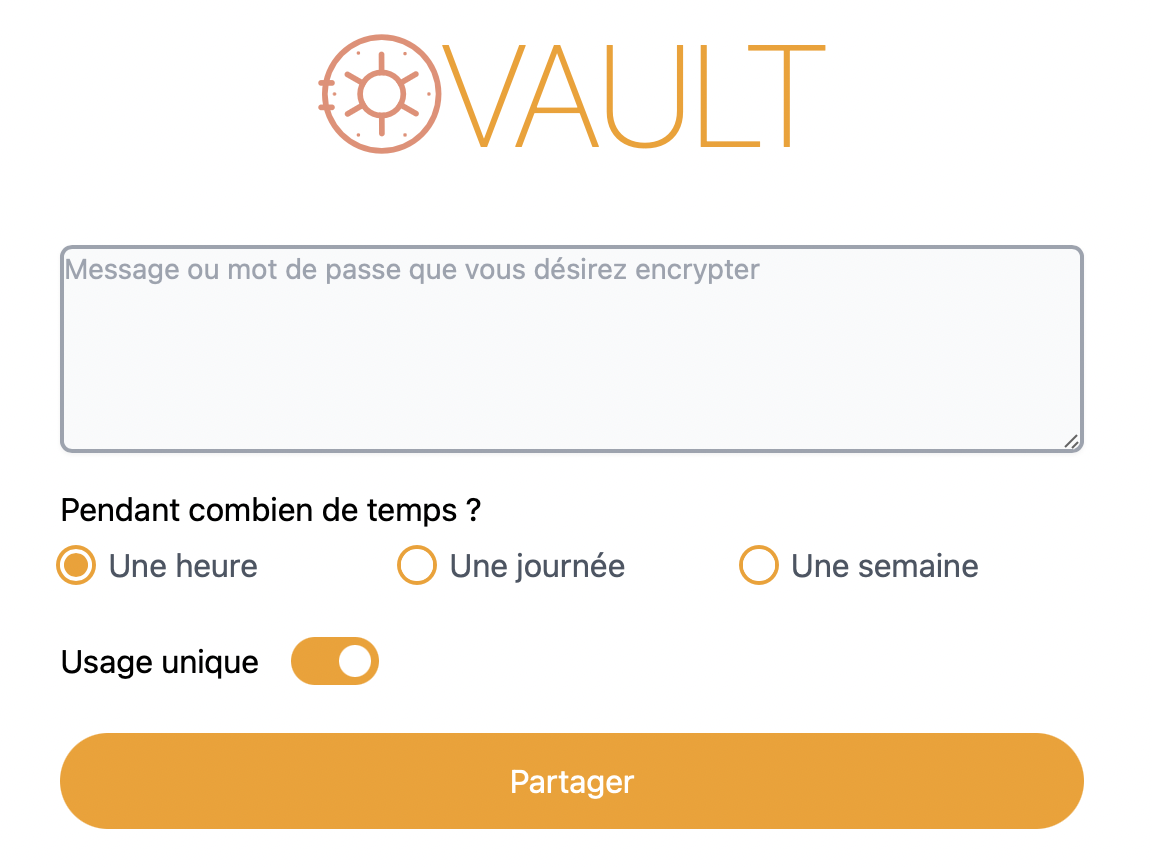 VAULT
Message ou mot de passe que vous désirez encrypter
Pendant combien de temps ?
Une heure Une journée Une semaine
Usage unique
Partager